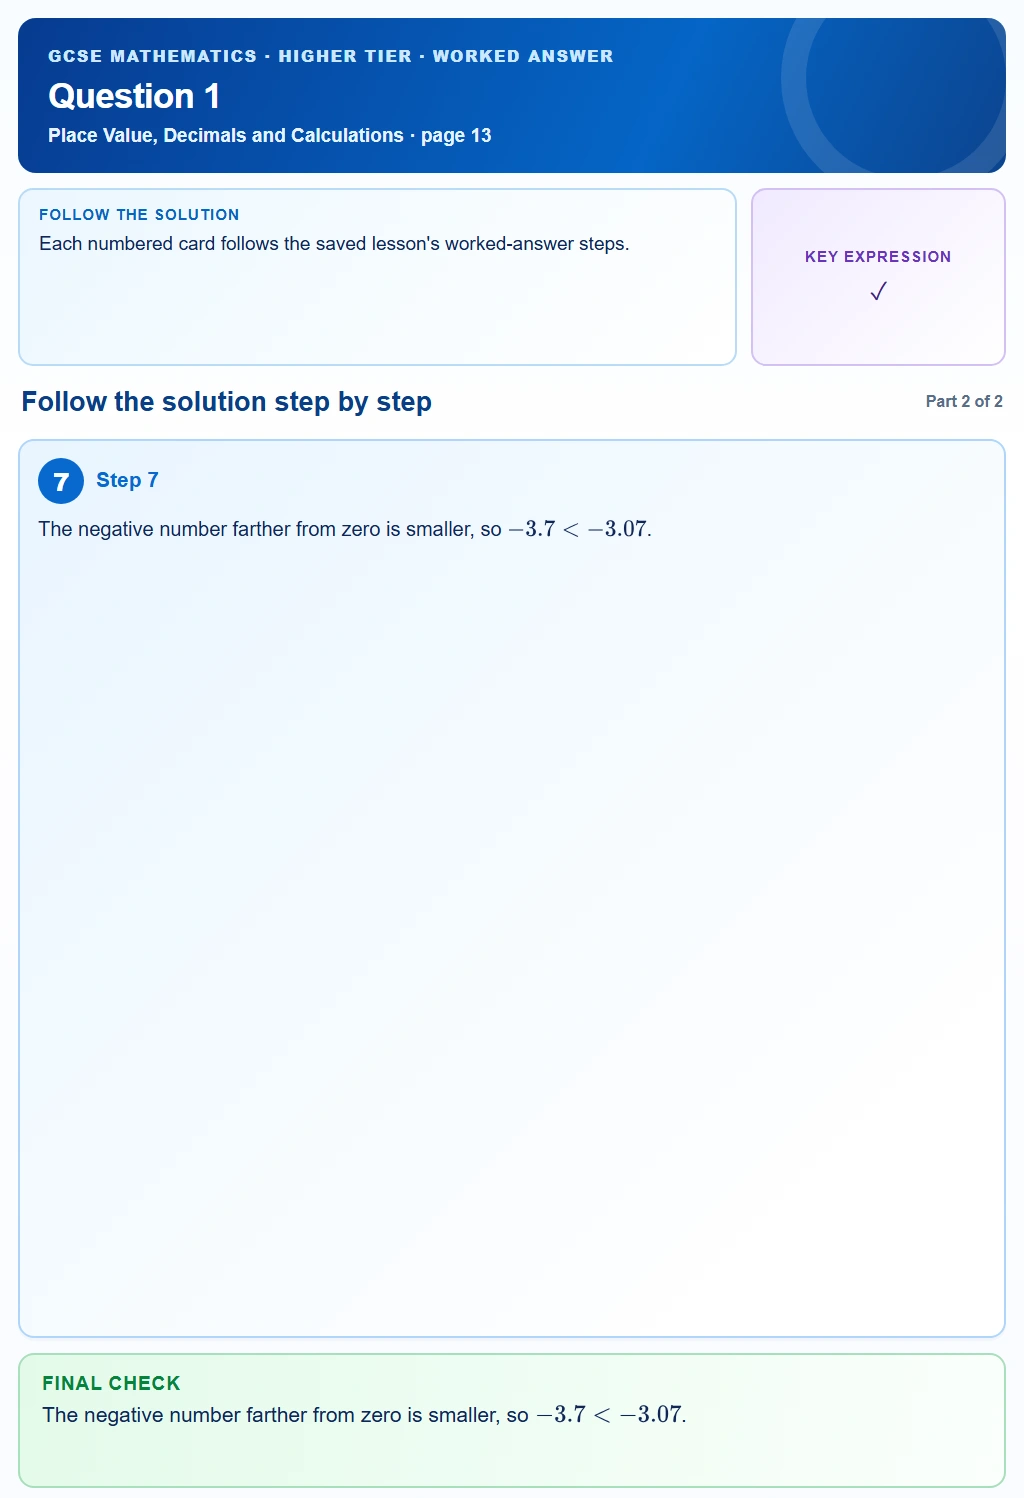 GCSE MATHEMATICS · HIGHER TIER · WORKED ANSWER
Question 1
Place Value, Decimals and Calculations · page 13
FOLLOW THE SOLUTION
Each numbered card follows the saved lesson's worked-answer steps.
KEY EXPRESSION
✓
Follow the solution step by step
Part 2 of 2
7 Step 7
The negative number farther from zero is smaller, so −3.7 < −3.07.
FINAL CHECK
The negative number farther from zero is smaller, so −3.7 < −3.07.